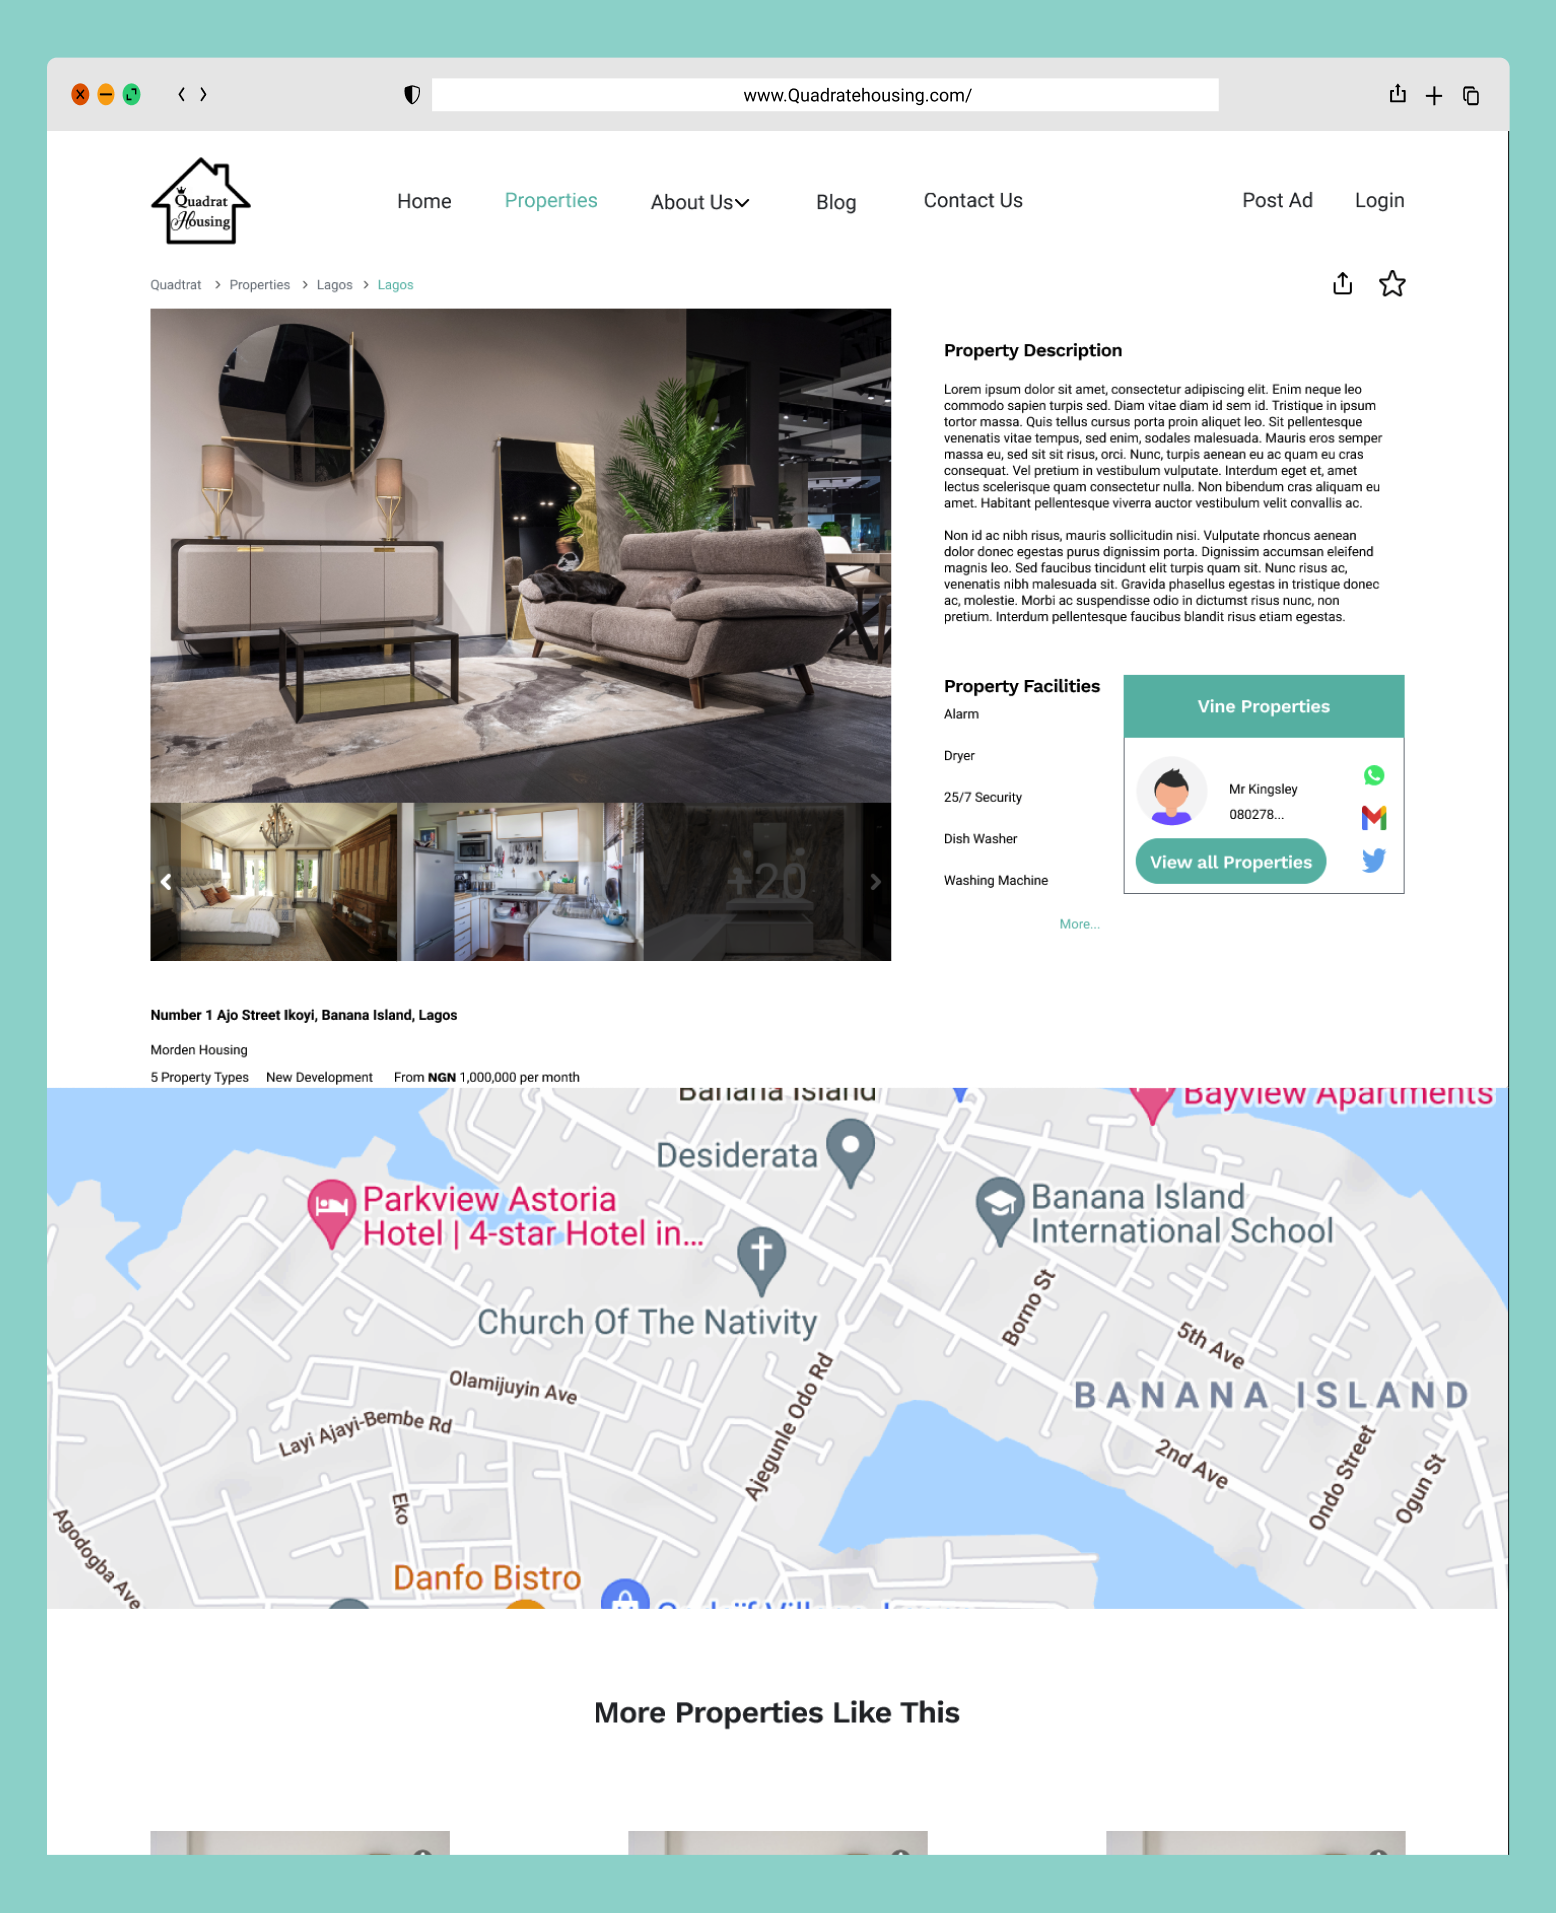 www.Quadratehousing.com/
Quadrat
Housing
Home
Properties
About Us
Blog
Contact Us
Post Ad
Login
Quadtrat > Properties > Lagos > Lagos
Property Description
Lorem ipsum dolor sit amet, consectetur adipiscing elit. Enim neque leo
commodo sapien turpis sed. Diam vitae diam id sem id. Tristique in ipsum
tortor massa. Quis tellus cursus porta proin aliquet leo. Sit pellentesque
venenatis vitae tempus, sed enim, sodales malesuada. Mauris eros semper
massa eu, sed sit sit risus, orci. Nunc, turpis aenean eu ac quam eu cras
consequat. Vel pretium in vestibulum vulputate. Interdum eget et, amet
lectus scelerisque quam consectetur nulla. Non bibendum cras aliquam eu
amet. Habitant pellentesque viverra auctor vestibulum velit convallis ac.
Non id ac nibh risus, mauris sollicitudin nisi. Vulputate rhoncus aenean
dolor donec egestas purus dignissim porta. Dignissim accumsan eleifend
magnis leo. Sed faucibus tincidunt elit turpis quam sit. Nunc risus ac,
venenatis nibh malesuada sit. Gravida phasellus egestas in tristique donec
ac, molestie. Morbi ac suspendisse odio in dictumst risus nunc, non
pretium. Interdum pellentesque faucibus blandit risus etiam egestas.
Property Facilities
Alarm
Dryer
25/7 Security
Dish Washer
Washing Machine
More...
Vine Properties
Mr Kingsley
080278...
View all Properties
+20
Number 1 Ajo Street Ikoyi, Banana Island, Lagos
Morden Housing
5 Property Types New Development From NGN 1,000,000 per month
Banana Island
Bayview Apartments
Desiderata
Parkview Astoria
Hotel | 4-star Hotel in...
Banana Island
International School
Church Of The Nativity
Borno St
5th Ave
Olamijuyin Ave
Ajegunle Odo Rd
BANANA ISLAND
Layi Ajayi-Bembe Rd
2nd Ave
Ondo Street
Ogun St
Eko
Agodogba Ave
Danfo Bistro
More Properties Like This